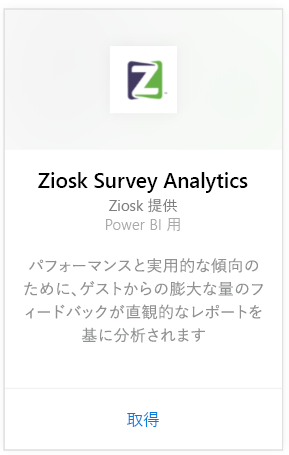 Z
Ziosk Survey Analytics
Ziosk 提供
Power BI 用
パフォーマンスと実用的な傾向の
ために、ゲストからの膨大な量のフ
ィードバックが直観的なレポートを
基に分析されます
取得